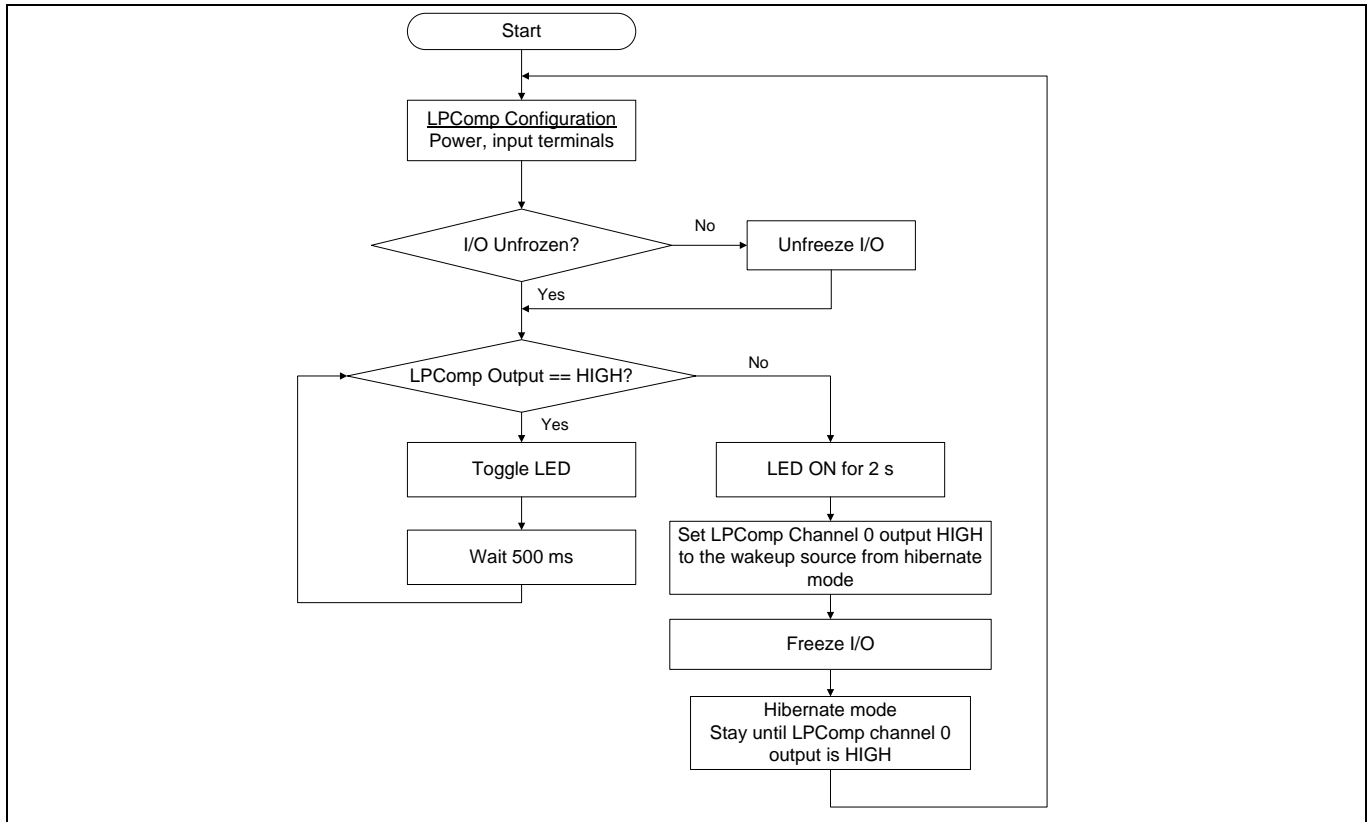 Start
LPComp Configuration
Power, input terminals
I/O Unfrozen?
No
Unfreeze I/O
Yes
LPComp Output == HIGH?
No
Yes
Toggle LED
LED ON for 2 s
Wait 500 ms
Set LPComp Channel 0 output HIGH
to the wakeup source from hibernate
mode
Freeze I/O
Hibernate mode
Stay until LPComp channel 0
output is HIGH